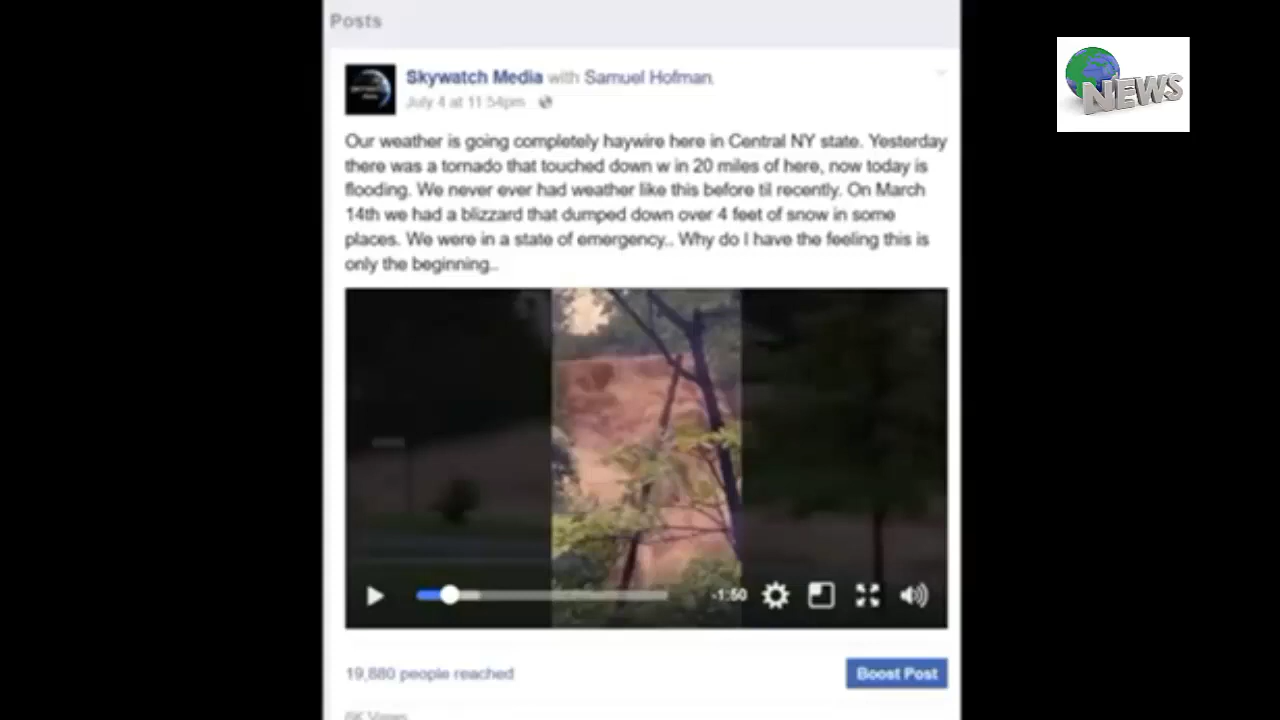 Posts
NEWS
Skywatch Media with Samuel Hofman.
July 4 at 11:54pm
Our weather is going completely haywire here in Central NY state. Yesterday
there was a tornado that touched down w in 20 miles of here, now today is
flooding. We never ever had weather like this before til recently. On March
14th we had a blizzard that dumped down over 4 feet of snow in some
places. We were in a state of emergency.. Why do I have the feeling this is
only the beginning..
-1:50
19,880 people reached
Boost Post
Views